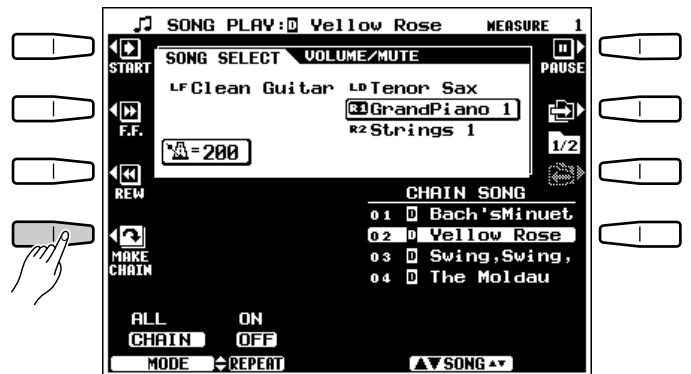 SONG PLAY:D Yellow Rose MEASURE 1
START
SONG SELECT VOLUME/MUTE
PAUSE
LF Clean Guitar LD Tenor Sax
R1 GrandPiano 1
F.F.
R2 Strings 1
=200
1/2
REW
CHAIN SONG
01 D Bach'sMinuet
02 D Yellow Rose
MAKE CHAIN
03 D Swing,Swing,
04 D The Moldau
ALL ON
CHAIN OFF
MODE REPEAT ▲▼SONG▲▼